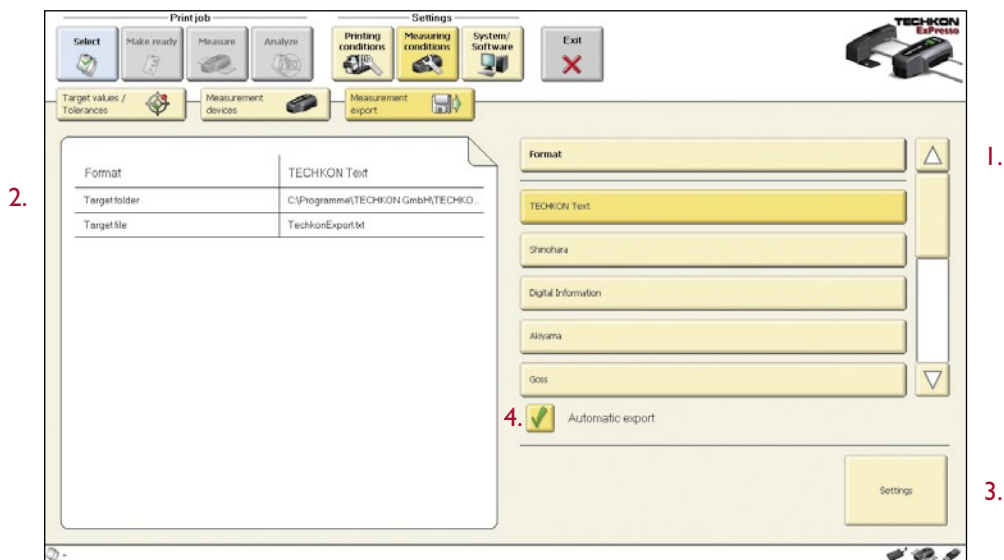 Print job
Settings
Select
Make ready
Measure
Analyze
Printing
conditions
Measuring
conditions
System/
Software
Exit
TECHKON
ExPresso
Target values /
Tolerances
Measurement
devices
Measurement
export
1.
Format
2.
Format
TECHKON Text
Target folder
C:\Programme\TECHKON GmbH\TECHKO...
Target file
TechkonExport.txt
TECHKON Text
Shinohara
Digital Information
Akiyama
Goss
4.
Automatic export
Settings
3.
-